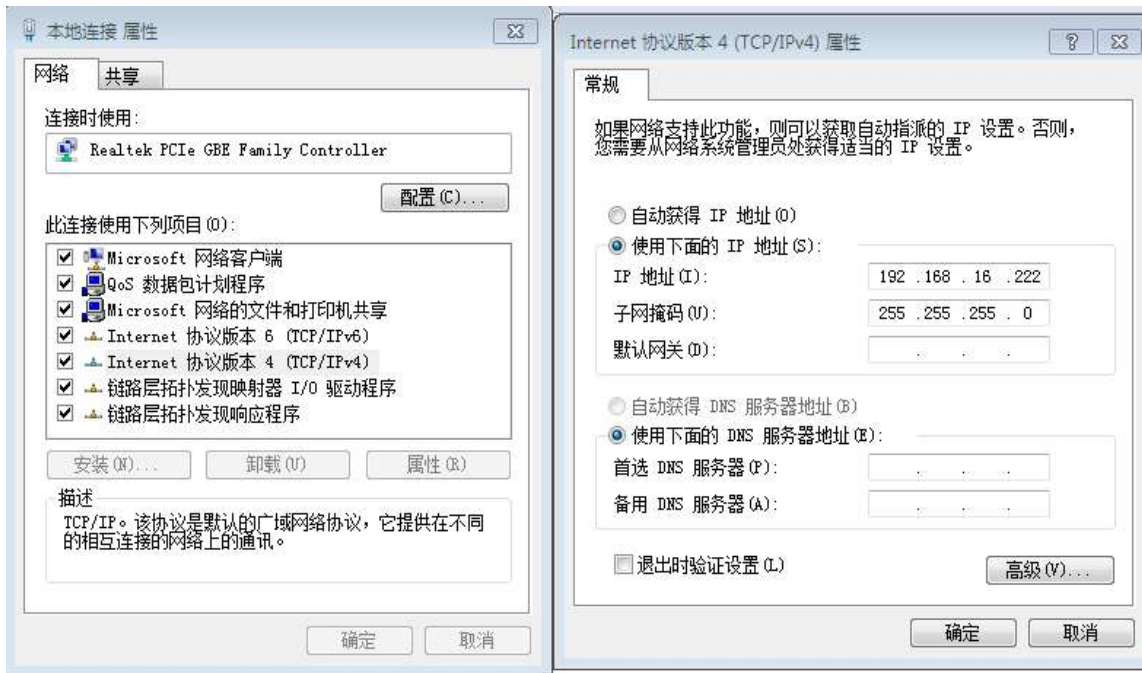 本地连接 属性
网络
共享
连接时使用:
Realtek PCIe GBE Family Controller
配置(C)...
此连接使用下列项目(O):
Microsoft 网络客户端
QoS 数据包计划程序
Microsoft 网络的文件和打印机共享
Internet 协议版本 6 (TCP/IPv6)
Internet 协议版本 4 (TCP/IPv4)
链路层拓扑发现映射器 I/O 驱动程序
链路层拓扑发现响应程序
安装(N)...
卸载(U)
属性(R)
描述
TCP/IP。该协议是默认的广域网络协议，它提供在不同
的相互连接的网络上的通讯。
确定
取消
Internet 协议版本 4 (TCP/IPv4) 属性
常规
如果网络支持此功能，则可以获取自动指派的 IP 设置。否则，
您需要从网络系统管理员处获得适当的 IP 设置。
自动获得 IP 地址(O)
使用下面的 IP 地址(S):
IP 地址(I):
192 .168 . 16 .222
子网掩码(U):
255 .255 .255 . 0
默认网关(D):
. . .
自动获得 DNS 服务器地址(B)
使用下面的 DNS 服务器地址(E):
首选 DNS 服务器(P):
. . .
备用 DNS 服务器(A):
. . .
退出时验证设置(L)
高级(V)...
确定
取消